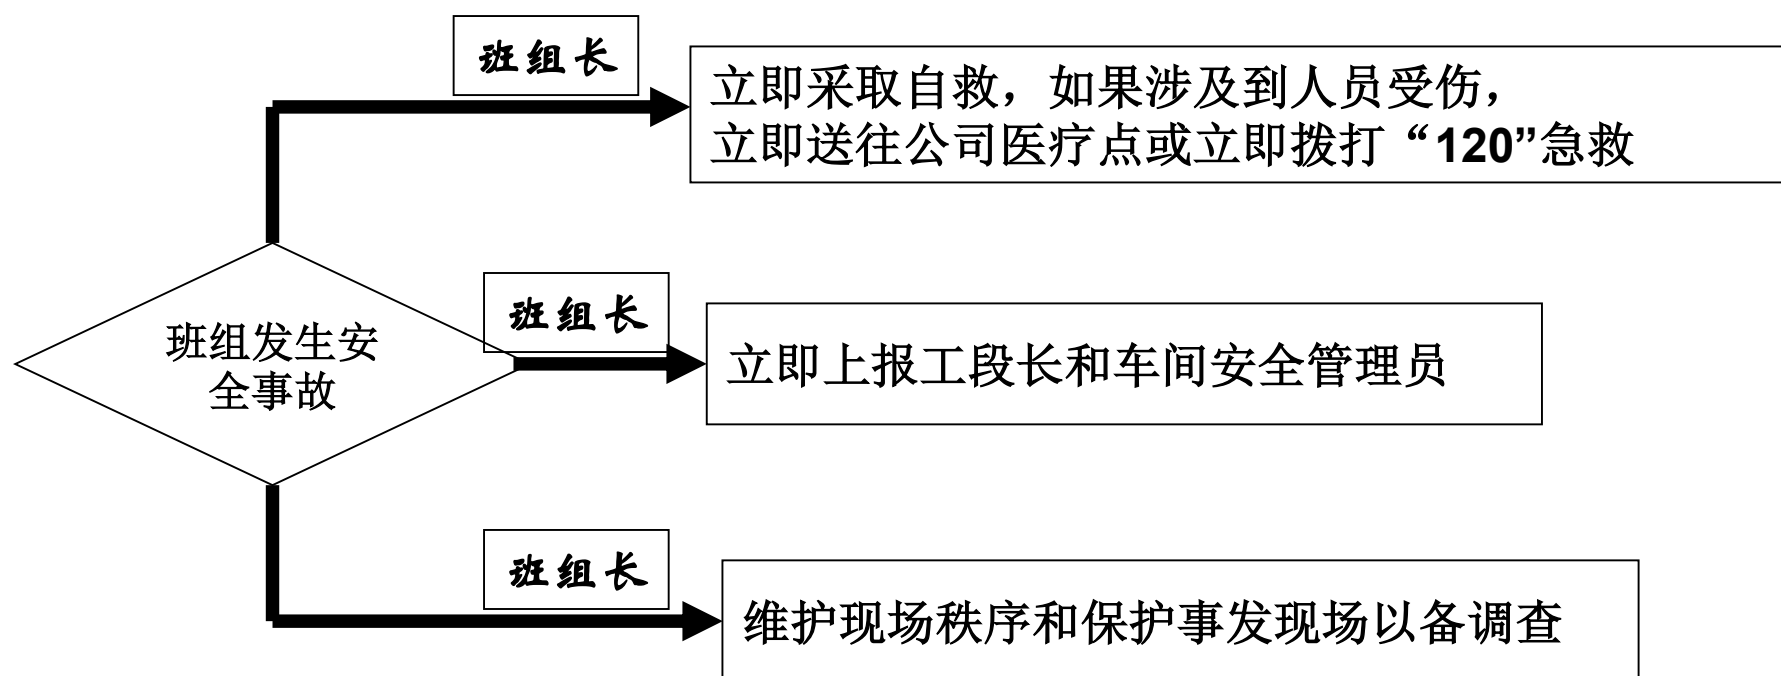 班组长
立即采取自救，如果涉及到人员受伤，
立即送往公司医疗点或立即拨打“120”急救
班组长
班组发生安
全事故
立即上报工段长和车间安全管理员
班组长
维护现场秩序和保护事发现场以备调查